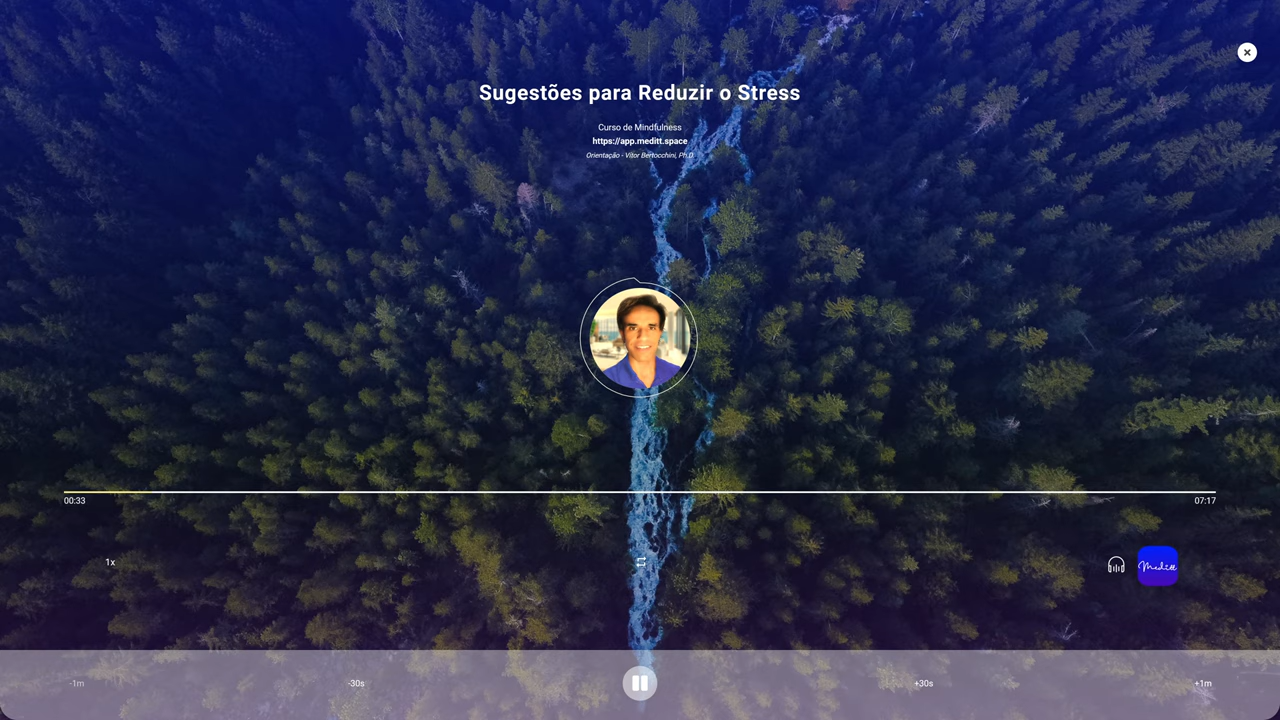 Sugestões para Reduzir o Stress
Curso de Mindfulness
https://app.meditt.space
Orientação - Vitor Bertocchini, Ph.D.
00:33
07:17
1x
Meditt
-1m
-30s
+30s
+1m